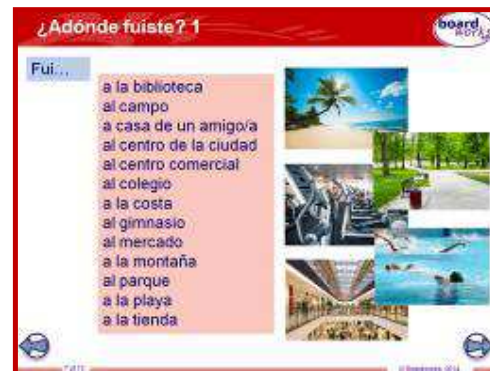 ¿Adónde fuiste? 1
board
works
Fui...
a la biblioteca
al campo
a casa de un amigo/a
al centro de la ciudad
al centro comercial
al colegio
a la costa
al gimnasio
al mercado
a la montaña
al parque
a la playa
a la tienda